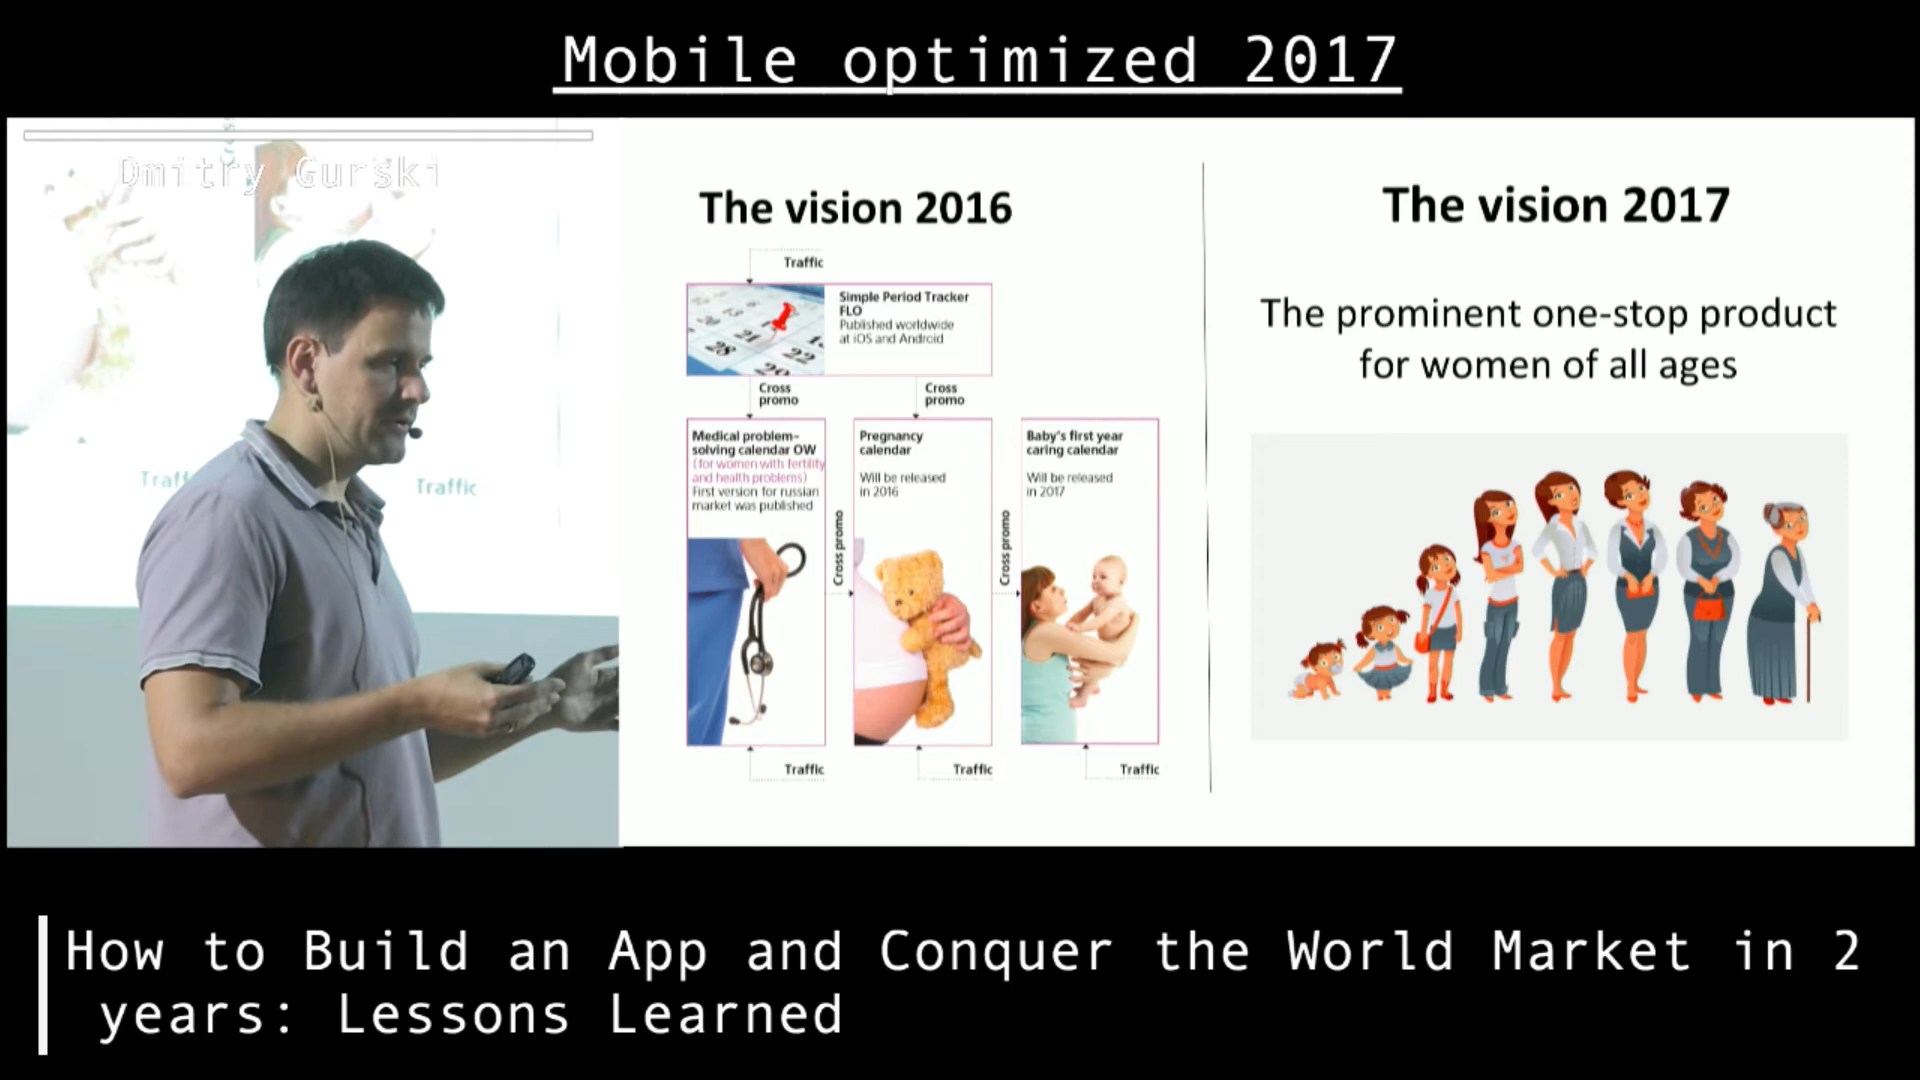 Mobile optimized 2017
Dmitry Gurski
Traffic
Traffic
The vision 2016
Traffic
Simple Period Tracker
FLO
Published worldwide
at iOS and Android
28
21
22
Cross
promo
Cross
promo
Medical problem-
solving calendar OW
(for women with fertility
and health problems)
First version for russian
market was published
Cross promo
Pregnancy
calendar
Will be released
in 2016
Cross promo
Baby's first year
caring calendar
Will be released
in 2017
Traffic
Traffic
Traffic
The vision 2017
The prominent one-stop product
for women of all ages
How to Build an App and Conquer the World Market in 2
years: Lessons Learned